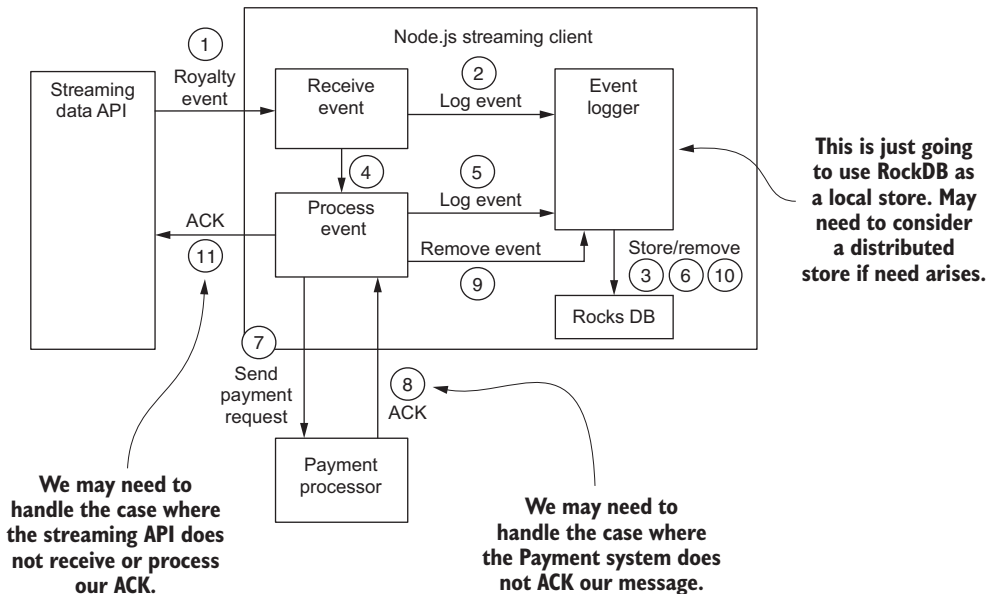 Node.js streaming client
1
Royalty
event
Streaming
data API
Receive
event
2
Log event
Event
logger
This is just going
to use RockDB as
a local store. May
need to consider
a distributed
store if need arises.
4
5
Log event
Process
event
ACK
11
Remove event
9
Store/remove
3 6 10
Rocks DB
7
Send
payment
request
8
ACK
Payment
processor
We may need to
handle the case where
the streaming API does
not receive or process
our ACK.
We may need to
handle the case where
the Payment system does
not ACK our message.